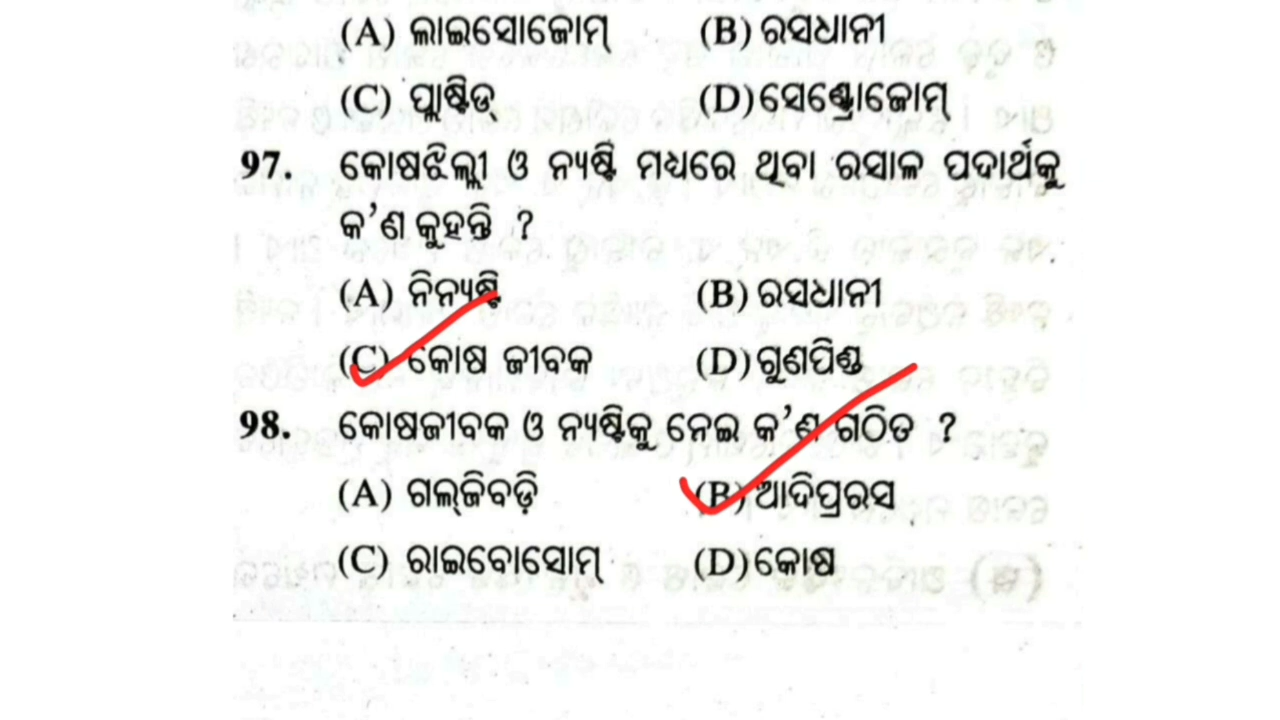 (A) ଲାଇସୋଜୋମ୍ (B) ରସଧାନୀ
(C) ପ୍ଲାଷ୍ଟିଡ୍ (D) ସେଣ୍ଟ୍ରୋଜୋମ୍
97. କୋଷଝିଲ୍ଲୀ ଓ ନ୍ୟଷ୍ଟି ମଧ୍ୟରେ ଥିବା ରସାଳ ପଦାର୍ଥକୁ
କ'ଣ କୁହନ୍ତି ?
(A) ନିନ୍ୟଷ୍ଟି (B) ରସଧାନୀ
(C) କୋଷ ଜୀବକ (D) ଗୁଣପିଣ୍ଡ
98. କୋଷଜୀବକ ଓ ନ୍ୟଷ୍ଟିକୁ ନେଇ କ'ଣ ଗଠିତ ?
(A) ଗଲ୍‌ଜିବଡ଼ି (B) ଆଦିପ୍ରରସ
(C) ରାଇବୋସୋମ୍ (D) କୋଷ